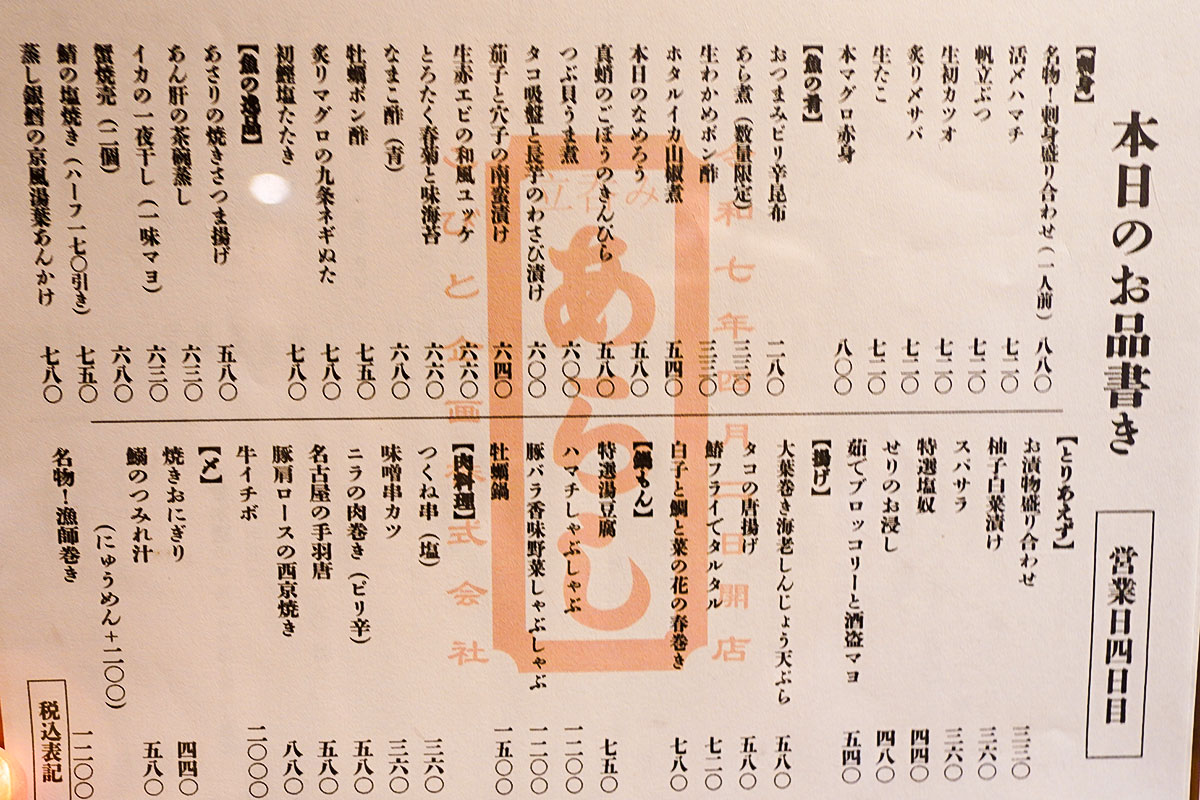 本日のお品書き
営業日四日目
【刺身】
名物！刺身盛り合わせ（一人前）八八〇
活〆ハマチ 七二〇
帆立ぶつ 七二〇
生初カツオ 七二〇
炙り〆サバ 七二〇
生たこ 七二〇
本マグロ赤身 八〇〇
【魚の肴】
おつまみピリ辛昆布 二八〇
あら煮（数量限定）三三〇
生わかめポン酢 三三〇
ホタルイカ山椒煮 五四〇
本日のなめろう 五八〇
真蛸のごぼうのきんぴら 五八〇
つぶ貝うま煮 六〇〇
タコ吸盤と長芋のわさび漬け 六〇〇
茄子と穴子の南蛮漬け 六四〇
生赤エビの和風ユッケ 六六〇
とろたく春菊と味海苔 六六〇
なまこ酢（青）六八〇
牡蠣ポン酢 七五〇
炙りマグロの九条ネギぬた 七八〇
初鰹塩たたき 七八〇
あさりの焼きさつま揚げ 五八〇
あん肝の茶碗蒸し 六三〇
イカの一夜干し（一味マヨ）六三〇
蟹焼売（二個）六八〇
鯖の塩焼き（ハーフ一七〇引き）七五〇
蒸し銀鱈の京風湯葉あんかけ 七八〇
【とりあえず】
お漬物盛り合わせ 三三〇
柚子白菜漬け 三六〇
スパサラ 三六〇
特選塩奴 四四〇
せりのお浸し 四八〇
茹でブロッコリーと酒盗マヨ 五四〇
【揚げ】
大葉巻き海老しんじょう天ぷら 五八〇
タコの唐揚げ 五八〇
鯵フライでタルタル 七二〇
白子と鯛と菜の花の春巻き 七八〇
【鍋もん】
特選湯豆腐 七五〇
ハマチしゃぶしゃぶ 一二〇〇
豚バラ香味野菜しゃぶしゃぶ 一二〇〇
牡蠣鍋 一五〇〇
【肉料理】
つくね串（塩）三六〇
味噌串カツ 三六〇
ニラの肉巻き（ピリ辛）五八〇
名古屋の手羽唐 五八〇
豚肩ロースの西京焼き 八八〇
牛イチボ 一〇〇〇
【〆】
焼きおにぎり 四四〇
鰯のつみれ汁 五八〇
（にゅうめん＋二〇〇）
名物！漁師巻き 一二〇〇
税込表記
令和七年四月二日開店
立呑み
あらし